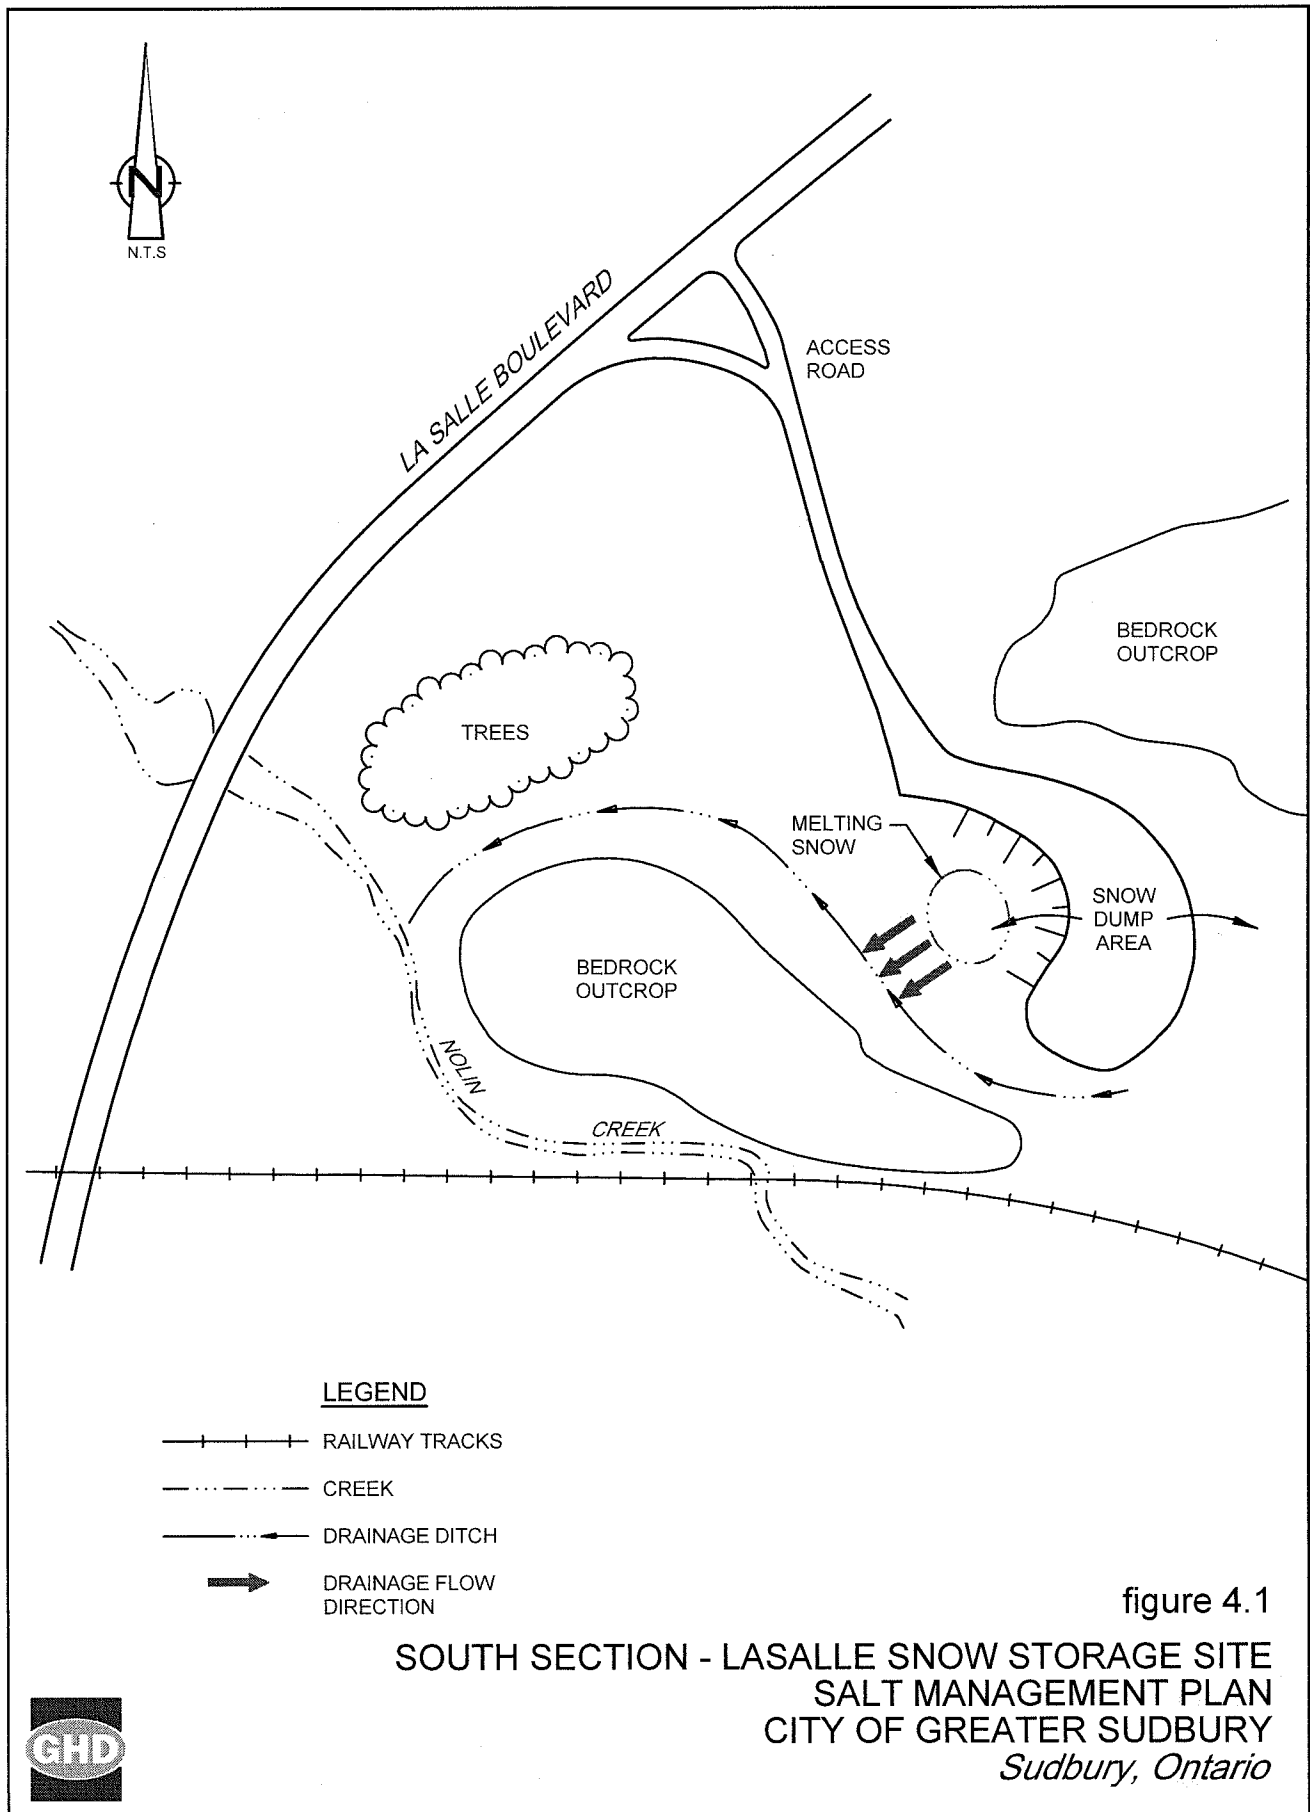 N
N.T.S
LA SALLE BOULEVARD
ACCESS
ROAD
BEDROCK
OUTCROP
TREES
MELTING
SNOW
SNOW
DUMP
AREA
BEDROCK
OUTCROP
NOLIN
CREEK
LEGEND
RAILWAY TRACKS
CREEK
DRAINAGE DITCH
DRAINAGE FLOW
DIRECTION
figure 4.1
SOUTH SECTION - LASALLE SNOW STORAGE SITE
SALT MANAGEMENT PLAN
CITY OF GREATER SUDBURY
Sudbury, Ontario
GHD